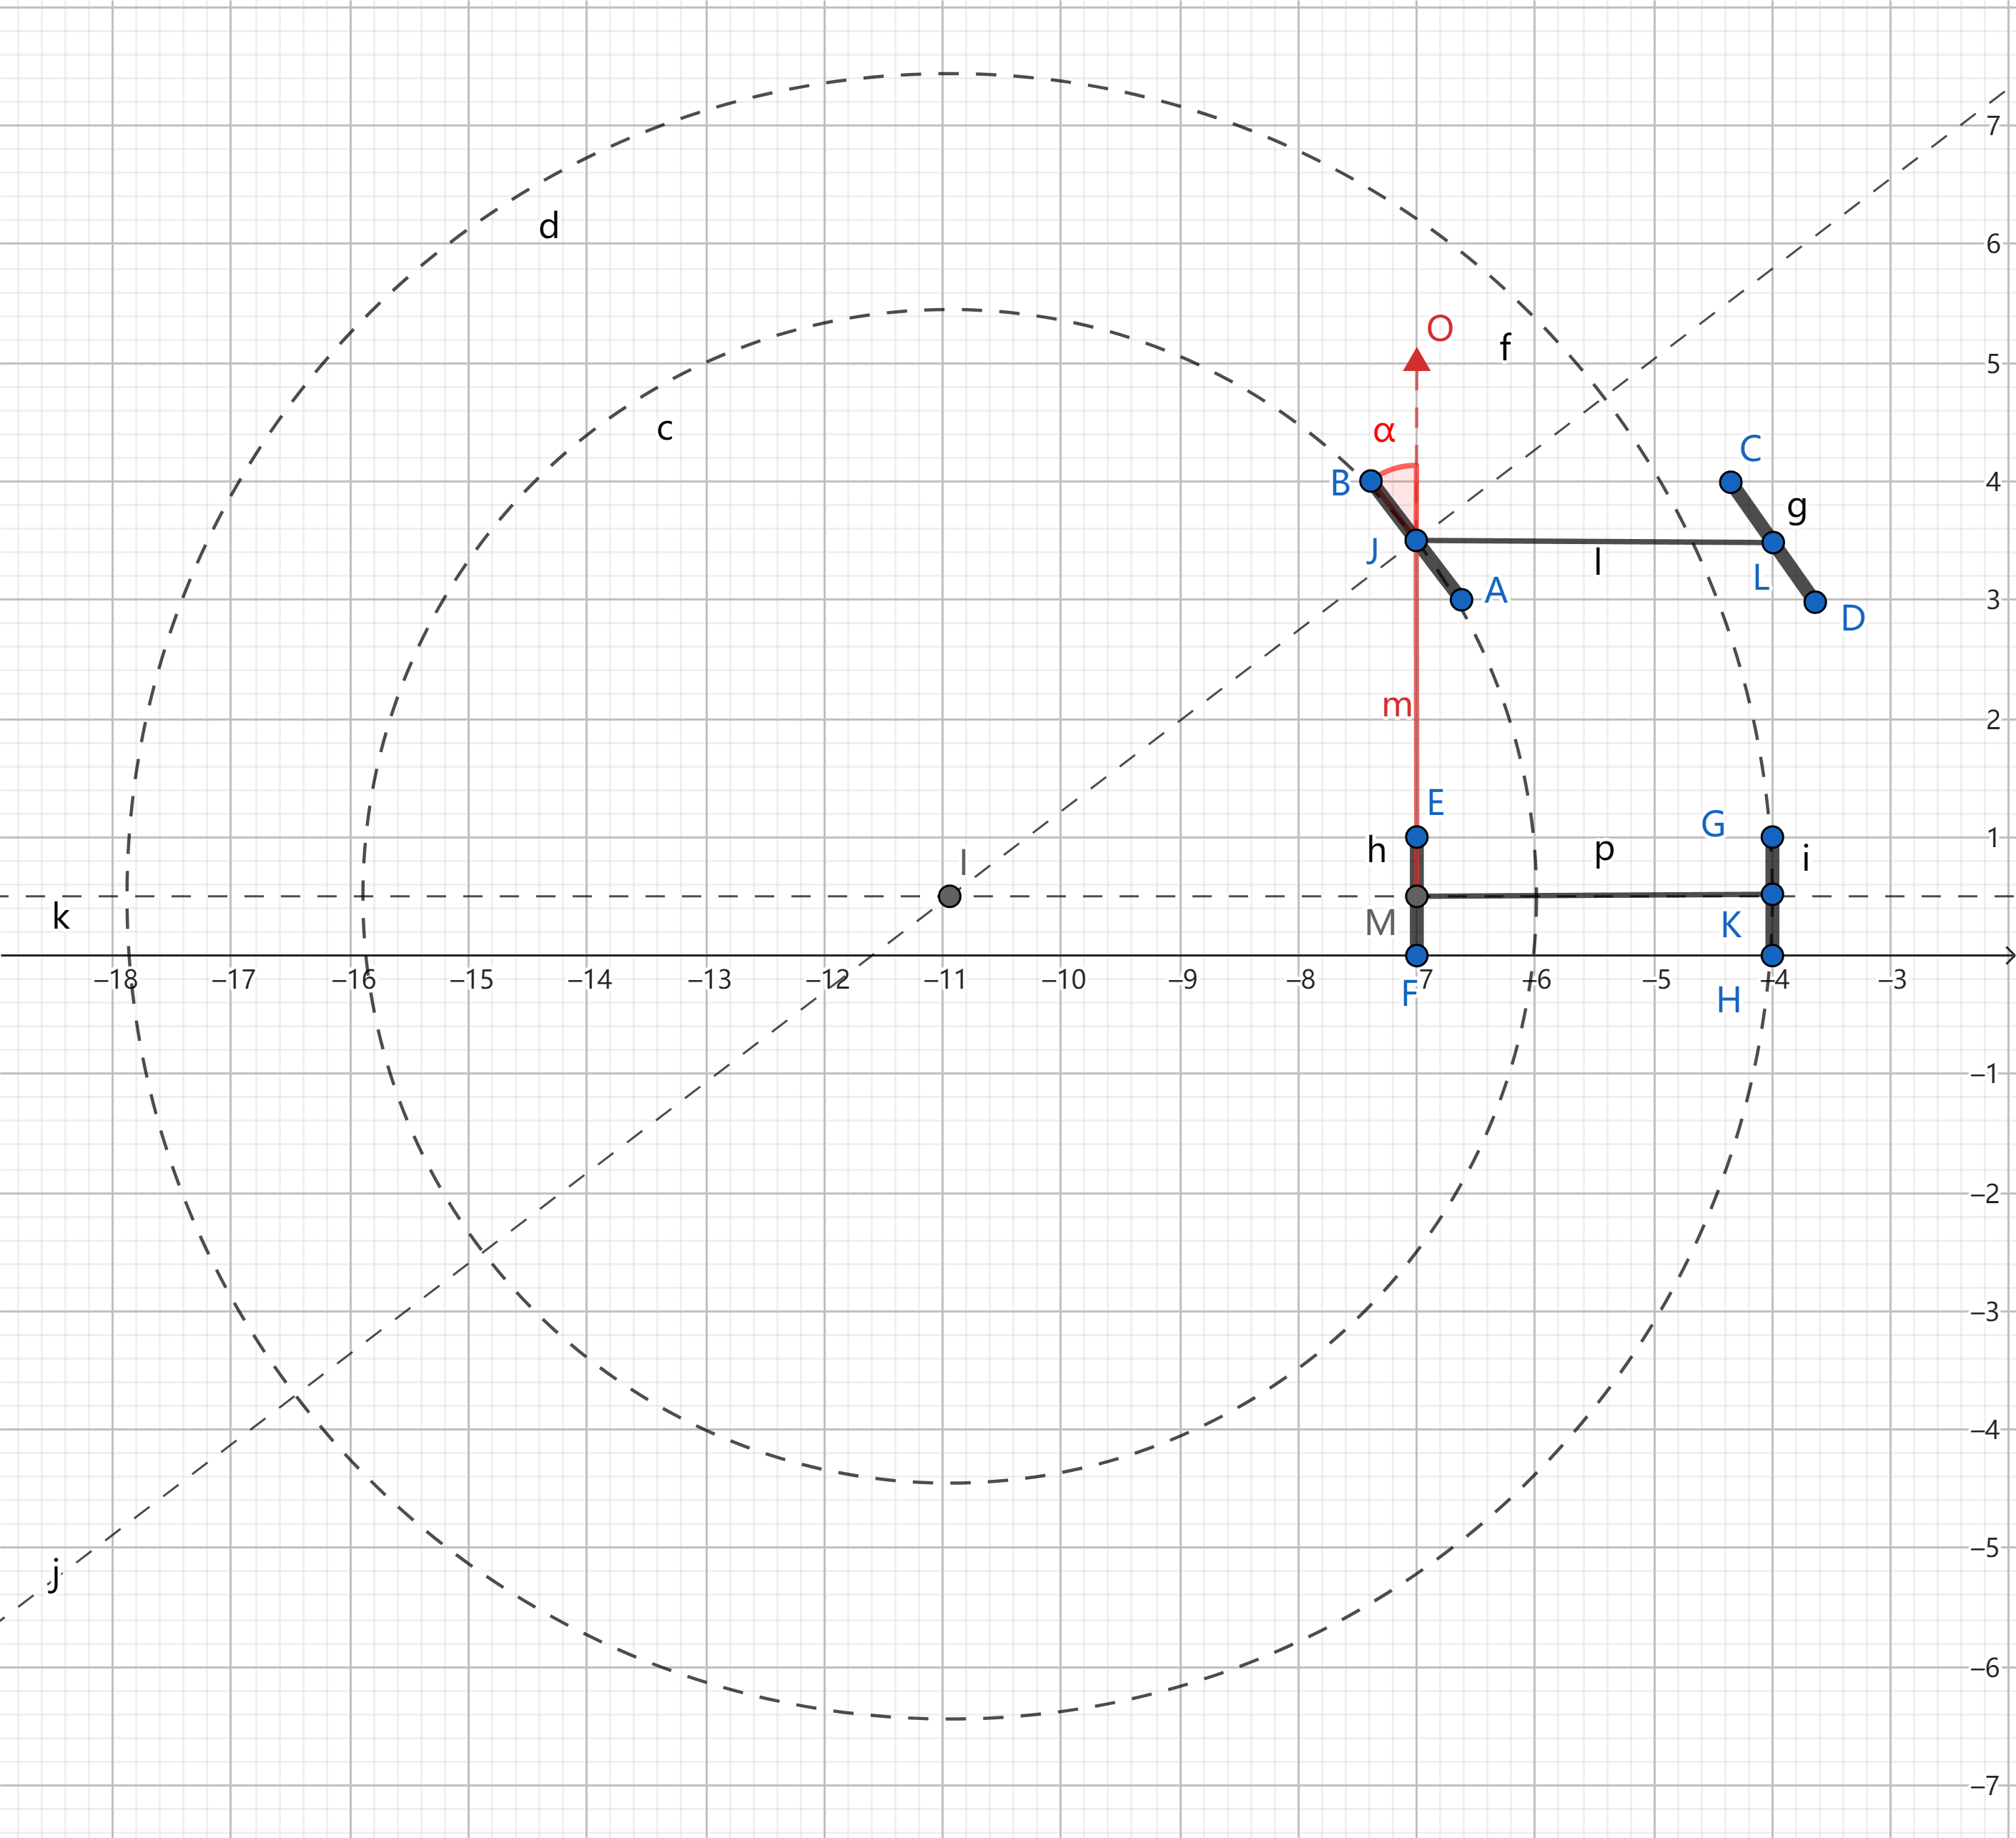 7
d
6
O
f
5
α
c
C
B
4
g
J
l
L
A
3
D
m
2
E
G
1
h
p
i
I
k
M
K
−18
−17
−16
−15
−14
−13
−12
−11
−10
−9
−8
−7
−6
−5
−4
−3
F
H
−1
−2
−3
−4
−5
j
−6
−7